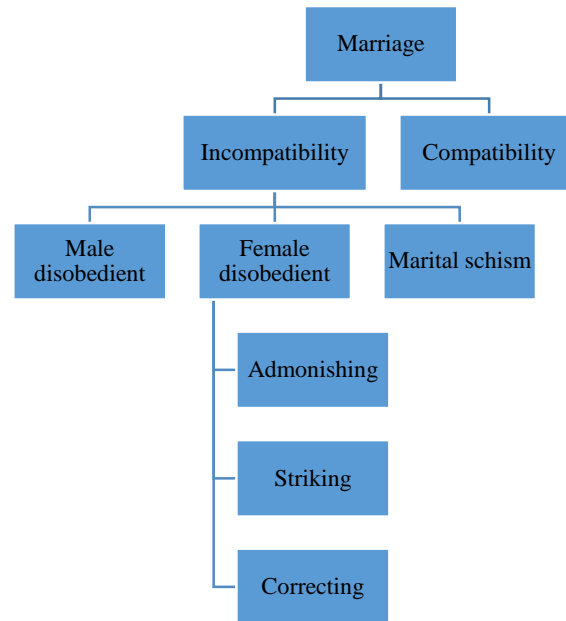 Marriage
Incompatibility
Compatibility
Male
disobedient
Female
disobedient
Marital schism
Admonishing
Striking
Correcting